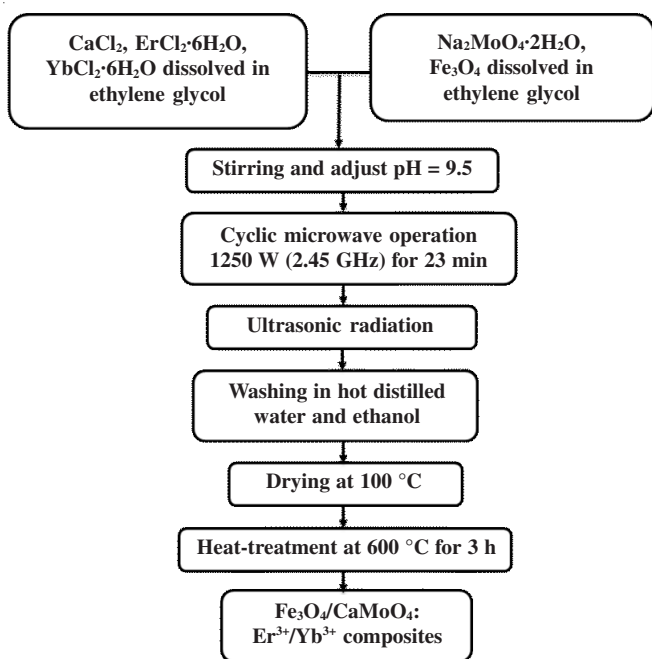 CaCl₂, ErCl₂·6H₂O,
YbCl₂·6H₂O dissolved in
ethylene glycol
Na₂MoO₄·2H₂O,
Fe₃O₄ dissolved in
ethylene glycol
Stirring and adjust pH = 9.5
Cyclic microwave operation
1250 W (2.45 GHz) for 23 min
Ultrasonic radiation
Washing in hot distilled
water and ethanol
Drying at 100 °C
Heat-treatment at 600 °C for 3 h
Fe₃O₄/CaMoO₄:
Er³⁺/Yb³⁺ composites